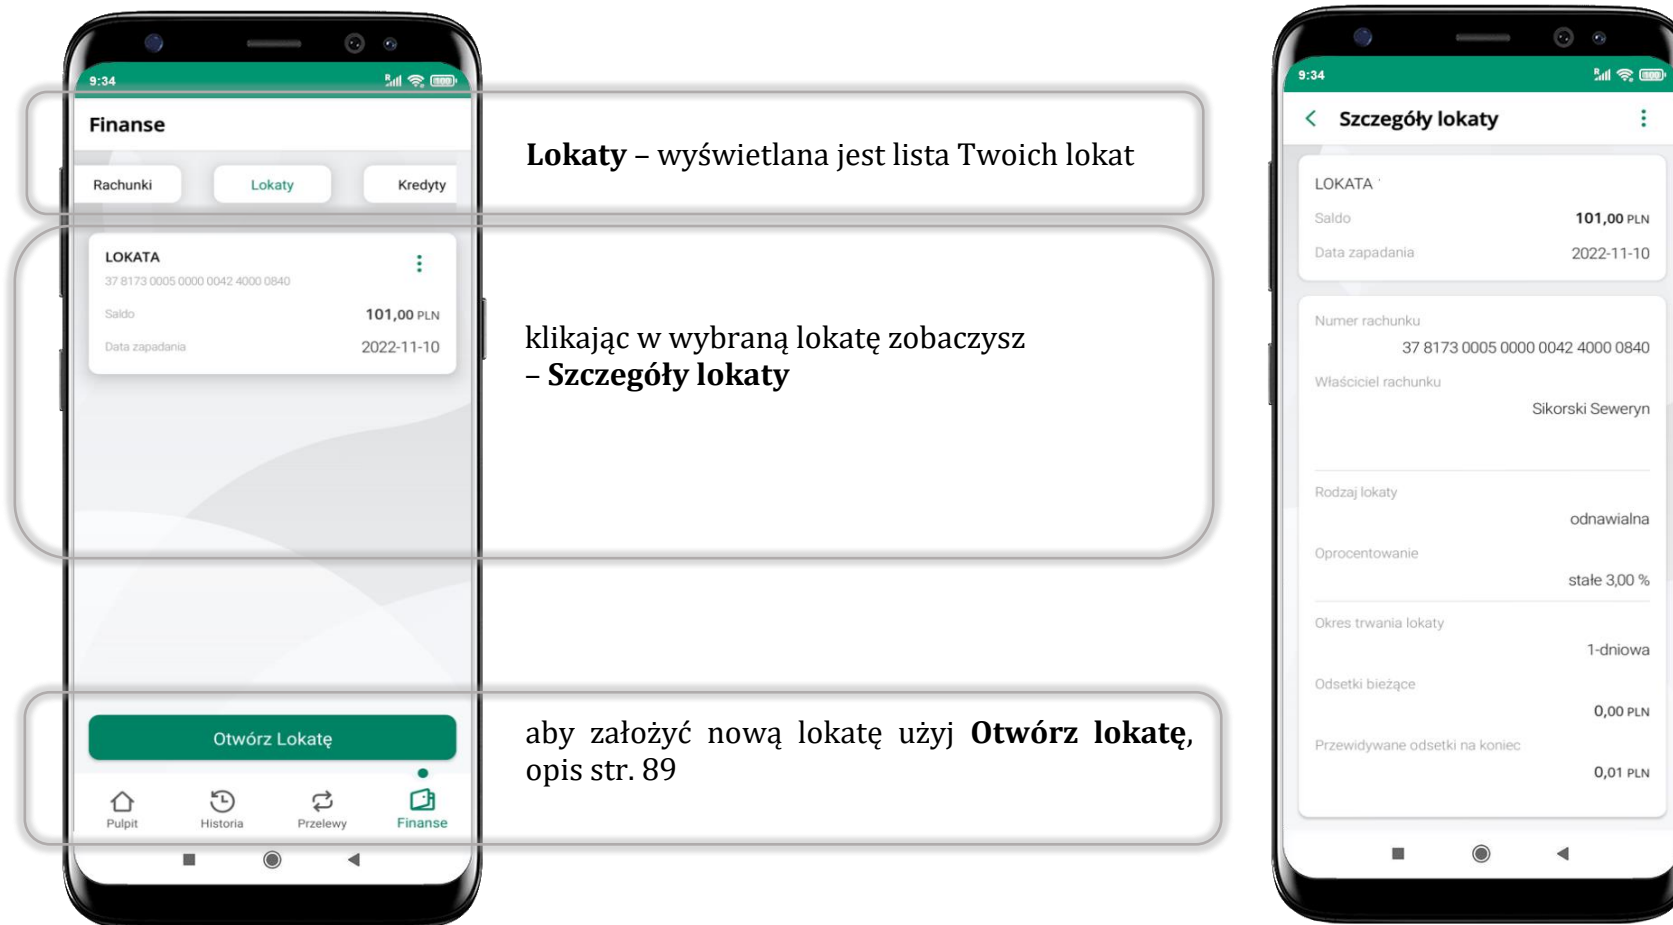 9:34
Finanse
Rachunki
Lokaty
Kredyty
LOKATA
37 8173 0005 0000 0042 4000 0840
Saldo 101,00 PLN
Data zapadania 2022-11-10
Otwórz Lokatę
Pulpit
Historia
Przelewy
Finanse
Lokaty – wyświetlana jest lista Twoich lokat
klikając w wybraną lokatę zobaczysz
– Szczegóły lokaty
aby założyć nową lokatę użyj Otwórz lokatę,
opis str. 89
9:34
Szczegóły lokaty
LOKATA
Saldo 101,00 PLN
Data zapadania 2022-11-10
Numer rachunku
37 8173 0005 0000 0042 4000 0840
Właściciel rachunku
Sikorski Seweryn
Rodzaj lokaty
odnawialna
Oprocentowanie
stałe 3,00 %
Okres trwania lokaty
1-dniowa
Odsetki bieżące
0,00 PLN
Przewidywane odsetki na koniec
0,01 PLN